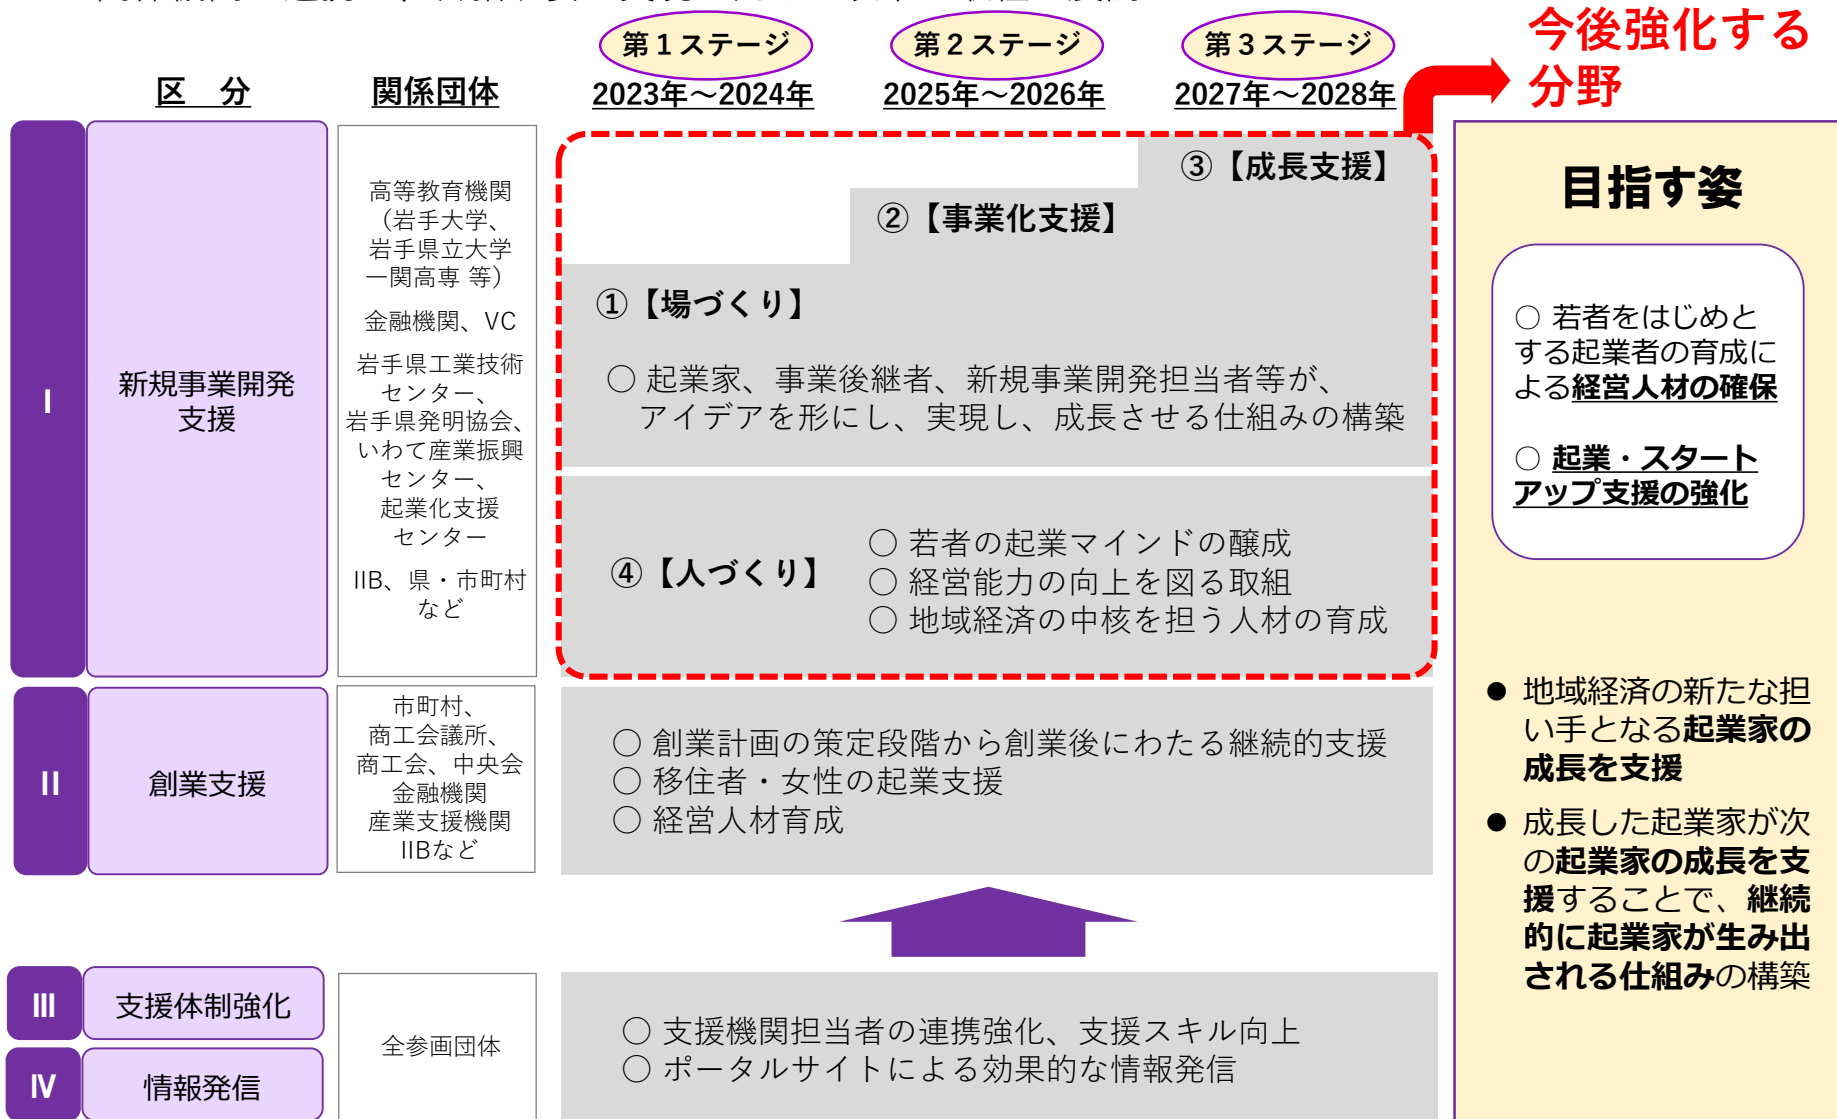 第１ステージ
第２ステージ
第３ステージ
今後強化する
分野
区　分
関係団体
2023年～2024年
2025年～2026年
2027年～2028年
Ⅰ
新規事業開発
支援
高等教育機関
（岩手大学、
岩手県立大学
一関高専 等）
金融機関、VC
岩手県工業技術
センター、
岩手県発明協会、
いわて産業振興
センター、
起業化支援
センター
IIB、県・市町村
など
③【成長支援】
②【事業化支援】
①【場づくり】
○ 起業家、事業後継者、新規事業開発担当者等が、
アイデアを形にし、実現し、成長させる仕組みの構築
④【人づくり】
○ 若者の起業マインドの醸成
○ 経営能力の向上を図る取組
○ 地域経済の中核を担う人材の育成
Ⅱ
創業支援
市町村、
商工会議所、
商工会、中央会
金融機関
産業支援機関
IIBなど
○ 創業計画の策定段階から創業後にわたる継続的支援
○ 移住者・女性の起業支援
○ 経営人材育成
Ⅲ
支援体制強化
Ⅳ
情報発信
全参画団体
○ 支援機関担当者の連携強化、支援スキル向上
○ ポータルサイトによる効果的な情報発信
目指す姿
○ 若者をはじめと
する起業者の育成に
よる経営人材の確保
○ 起業・スタート
アップ支援の強化
● 地域経済の新たな担
い手となる起業家の
成長を支援
● 成長した起業家が次
の起業家の成長を支
援することで、継続
的に起業家が生み出
される仕組みの構築